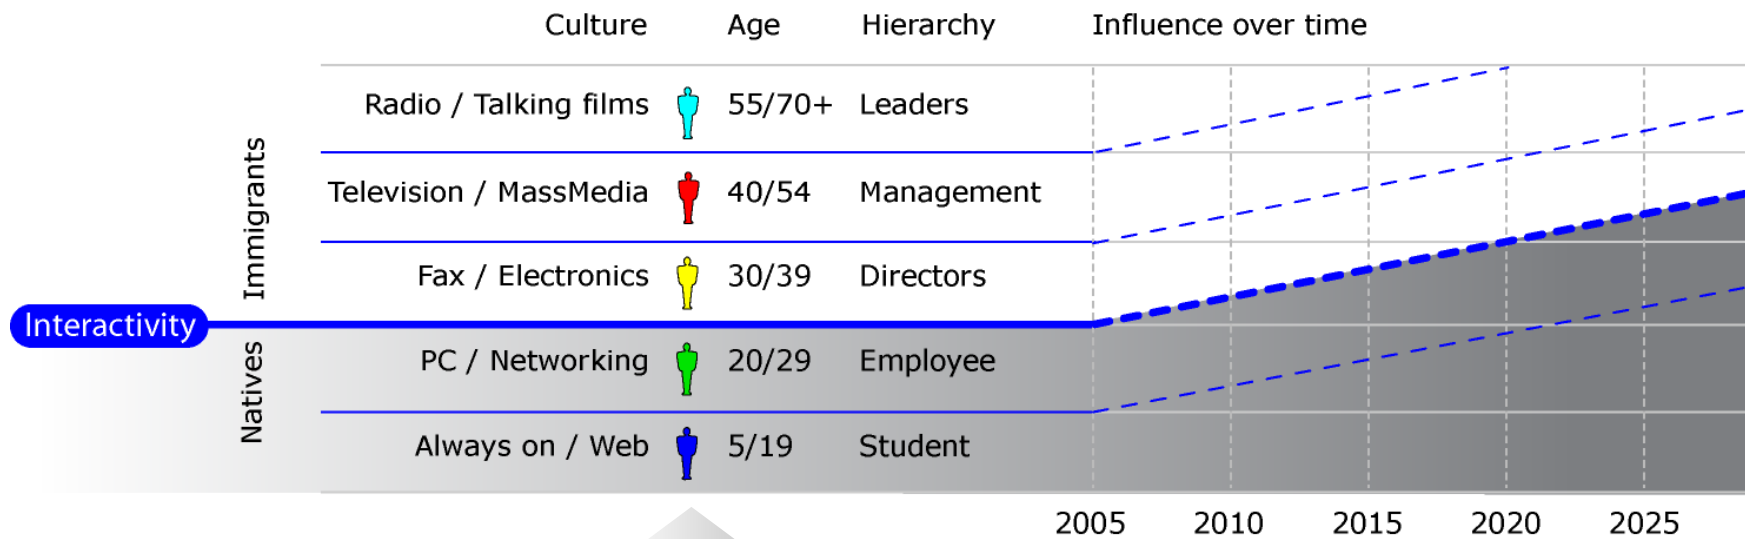 Culture Age Hierarchy Influence over time
Radio / Talking films 55/70+ Leaders
Television / MassMedia 40/54 Management
Fax / Electronics 30/39 Directors
PC / Networking 20/29 Employee
Always on / Web 5/19 Student
Immigrants
Interactivity
Natives
2005 2010 2015 2020 2025